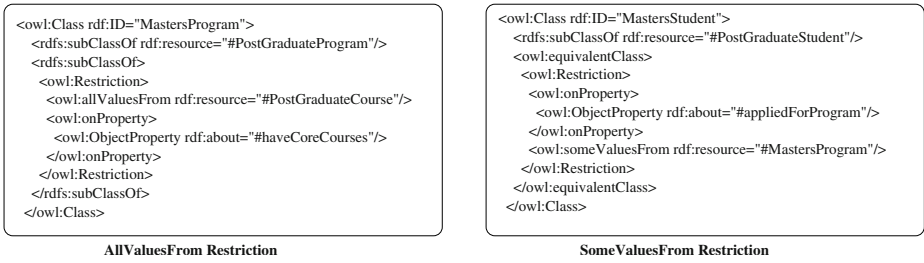 <owl:Class rdf:ID="MastersProgram">
<rdfs:subClassOf rdf:resource="#PostGraduateProgram"/>
<rdfs:subClassOf>
<owl:Restriction>
<owl:allValuesFrom rdf:resource="#PostGraduateCourse"/>
<owl:onProperty>
<owl:ObjectProperty rdf:about="#haveCoreCourses"/>
</owl:onProperty>
</owl:Restriction>
</rdfs:subClassOf>
</owl:Class>
AllValuesFrom Restriction
<owl:Class rdf:ID="MastersStudent">
<rdfs:subClassOf rdf:resource="#PostGraduateStudent"/>
<owl:equivalentClass>
<owl:Restriction>
<owl:onProperty>
<owl:ObjectProperty rdf:about="#appliedForProgram"/>
</owl:onProperty>
<owl:someValuesFrom rdf:resource="#MastersProgram"/>
</owl:Restriction>
</owl:equivalentClass>
</owl:Class>
SomeValuesFrom Restriction